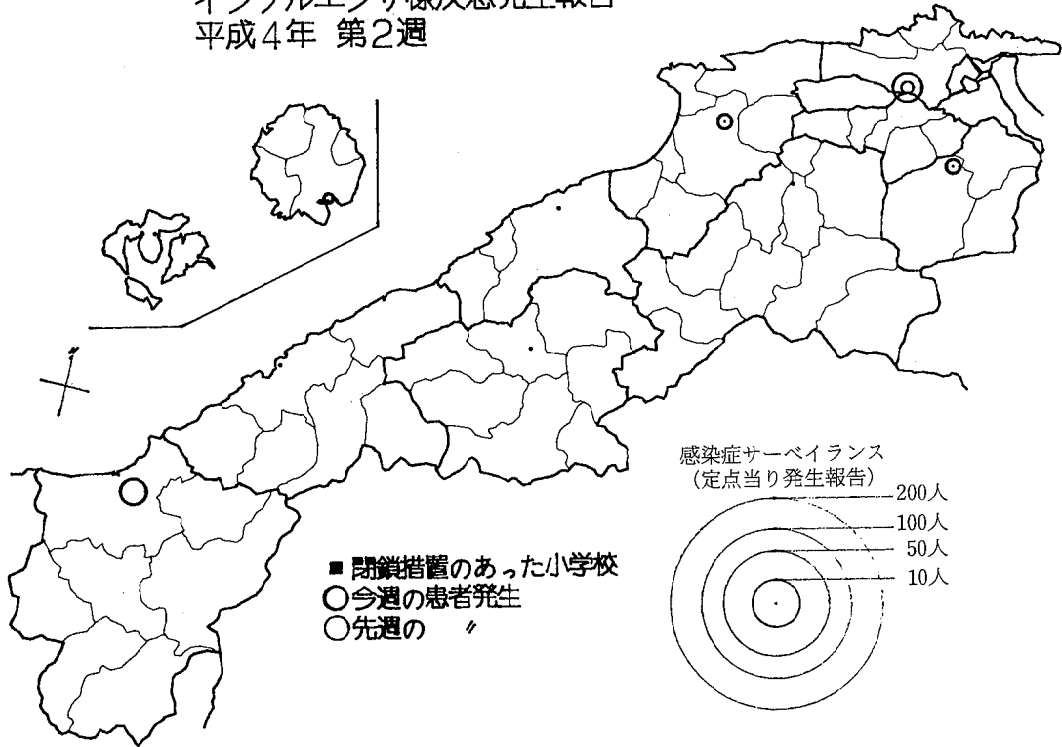 インフルエンザ様疾患発生報告
平成4年 第2週
感染症サーベイランス
(定点当り発生報告)
200人
100人
50人
10人
■ 閉鎖措置のあった小学校
○今週の患者発生
○先週の 〃